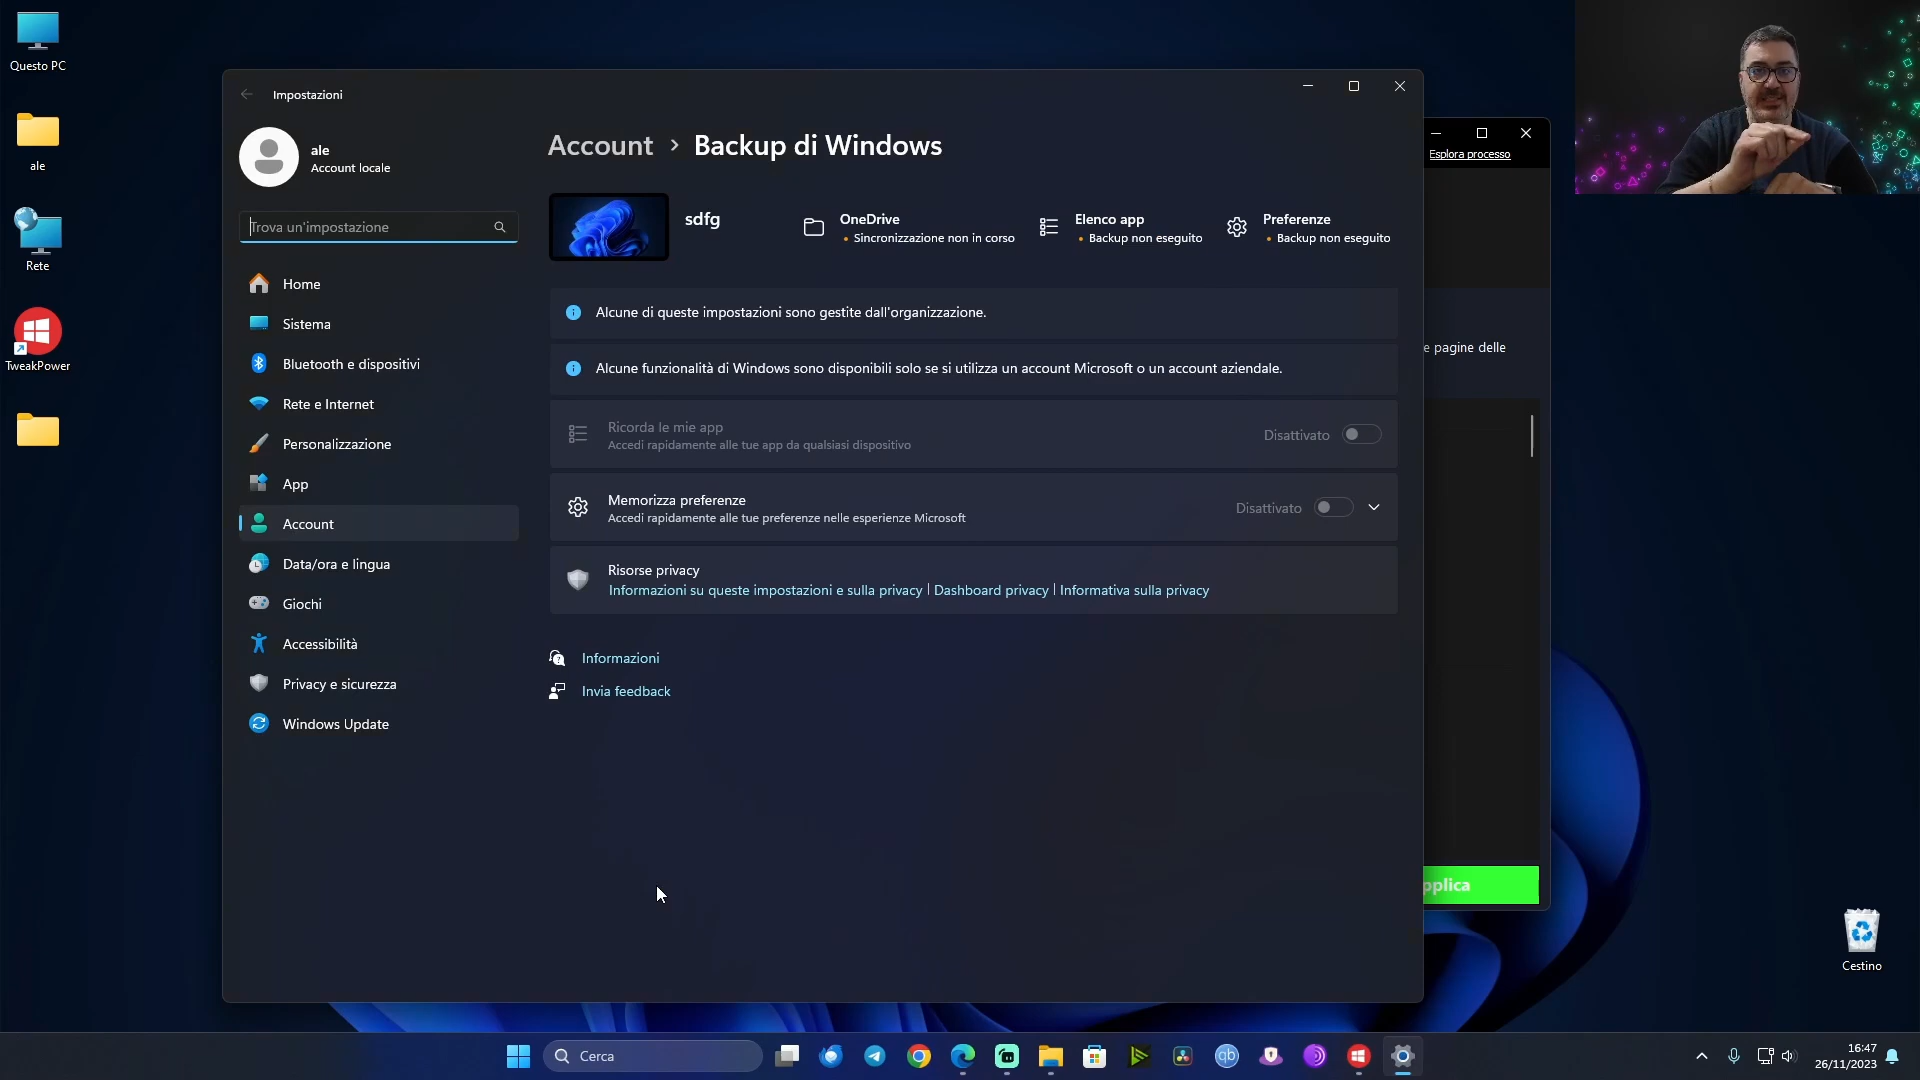 Questo PC
ale
Rete
TweakPower
Impostazioni
ale
Account locale
Trova un'impostazione
Home
Sistema
Bluetooth e dispositivi
Rete e Internet
Personalizzazione
App
Account
Data/ora e lingua
Giochi
Accessibilità
Privacy e sicurezza
Windows Update
Account > Backup di Windows
sdfg
OneDrive
• Sincronizzazione non in corso
Elenco app
• Backup non eseguito
Preferenze
• Backup non eseguito
Alcune di queste impostazioni sono gestite dall'organizzazione.
Alcune funzionalità di Windows sono disponibili solo se si utilizza un account Microsoft o un account aziendale.
Ricorda le mie app
Accedi rapidamente alle tue app da qualsiasi dispositivo
Disattivato
Memorizza preferenze
Accedi rapidamente alle tue preferenze nelle esperienze Microsoft
Disattivato
Risorse privacy
Informazioni su queste impostazioni e sulla privacy | Dashboard privacy | Informativa sulla privacy
Informazioni
Invia feedback
Esplora processo
e pagine delle
pplica
Cestino
Cerca
qb
16:47
26/11/2023